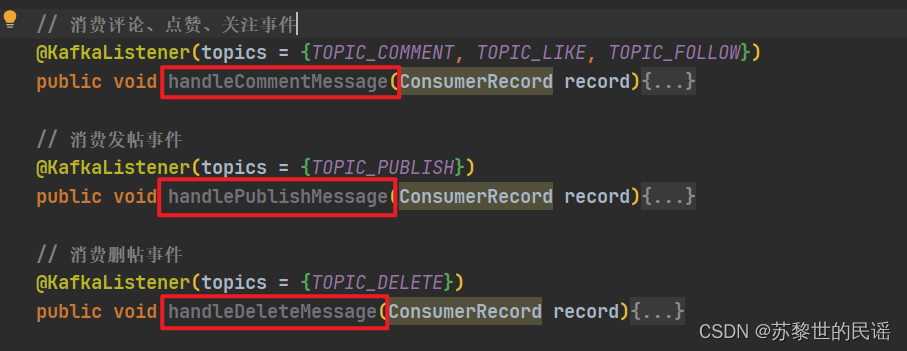 // 消费评论、点赞、关注事件
@KafkaListener(topics = {TOPIC_COMMENT, TOPIC_LIKE, TOPIC_FOLLOW})
public void handleCommentMessage(ConsumerRecord record){...}
// 消费发帖事件
@KafkaListener(topics = {TOPIC_PUBLISH})
public void handlePublishMessage(ConsumerRecord record){...}
// 消费删帖事件
@KafkaListener(topics = {TOPIC_DELETE})
public void handleDeleteMessage(ConsumerRecord record){...}
CSDN @苏黎世的民谣